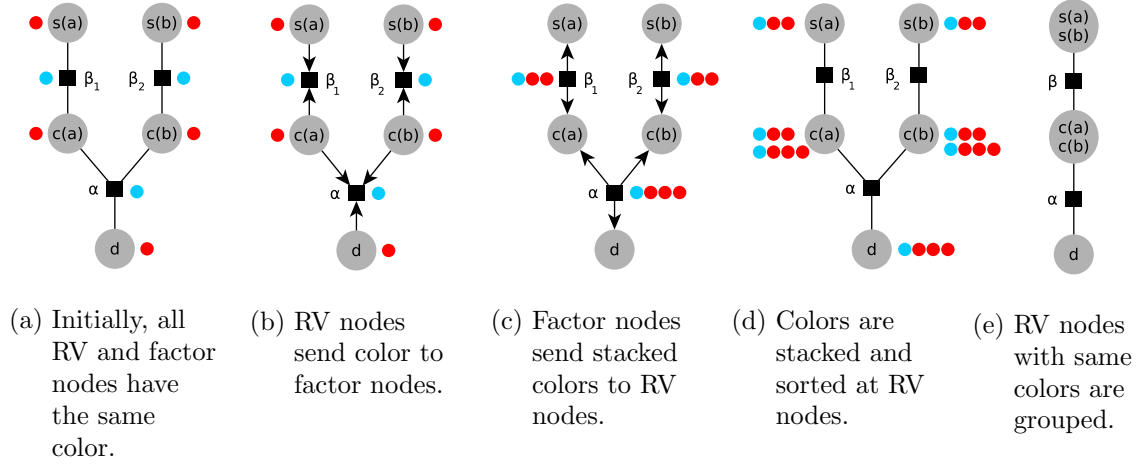 s(a)
s(b)
β1
β2
c(a)
c(b)
α
d
(a) Initially, all
RV and factor
nodes have
the same
color.
s(a)
s(b)
β1
β2
c(a)
c(b)
α
d
(b) RV nodes
send color to
factor nodes.
s(a)
s(b)
β1
β2
c(a)
c(b)
α
d
(c) Factor nodes
send stacked
colors to RV
nodes.
s(a)
s(b)
β1
β2
c(a)
c(b)
α
d
(d) Colors are
stacked and
sorted at RV
nodes.
s(a)
s(b)
β
c(a)
c(b)
α
d
(e) RV nodes
with same
colors are
grouped.